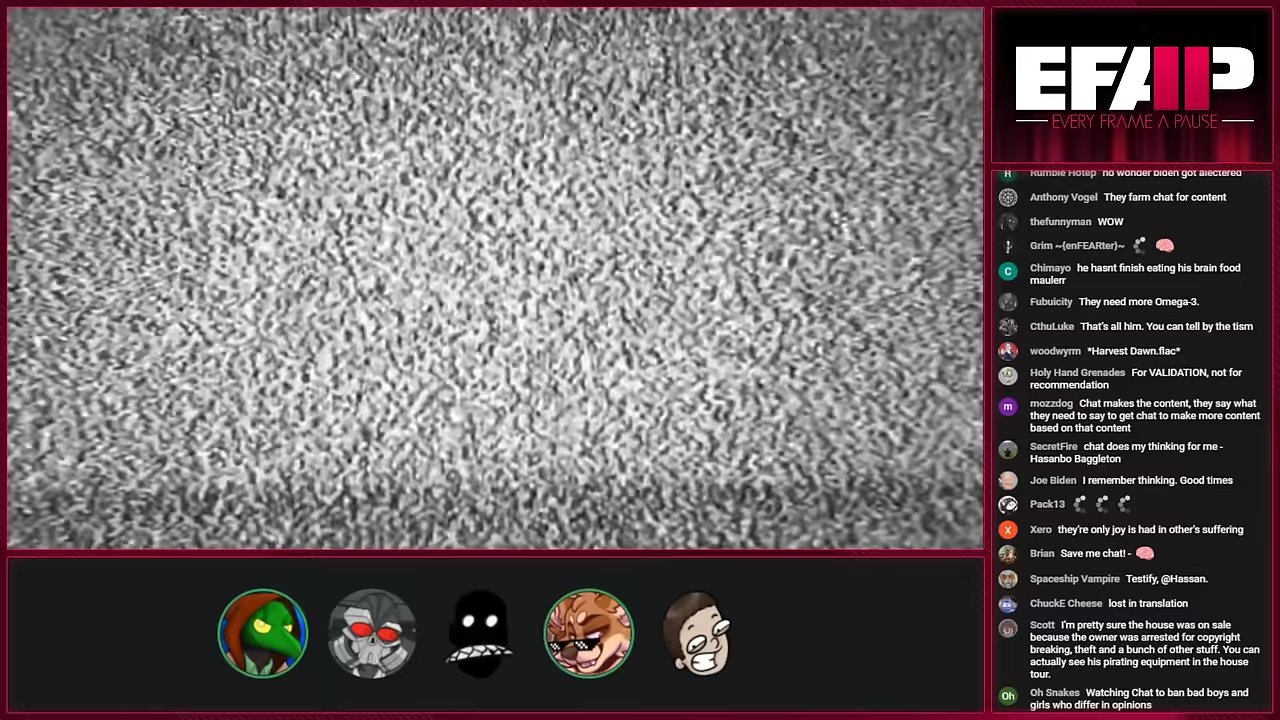 EFAP
EVERY FRAME A PAUSE
R Rumble Hotep no wonder biden got alectered
Anthony Vogel They farm chat for content
thefunnyman WOW
Grim ~{enFEARter}~
C Chimayo he hasnt finish eating his brain food
maulerr
Fubuicity They need more Omega-3.
CthuLuke That's all him. You can tell by the tism
woodwyrm *Harvest Dawn.flac*
Holy Hand Grenades For VALIDATION, not for
recommendation
m mozzdog Chat makes the content, they say what
they need to say to get chat to make more content
based on that content
SecretFire chat does my thinking for me -
Hasanbo Baggleton
Joe Biden I remember thinking. Good times
Pack13
X Xero they're only joy is had in other's suffering
Brian Save me chat! -
Spaceship Vampire Testify, @Hassan.
ChuckE Cheese lost in translation
Scott I'm pretty sure the house was on sale
because the owner was arrested for copyright
breaking, theft and a bunch of other stuff. You can
actually see his pirating equipment in the house
tour.
Oh Oh Snakes Watching Chat to ban bad boys and
girls who differ in opinions